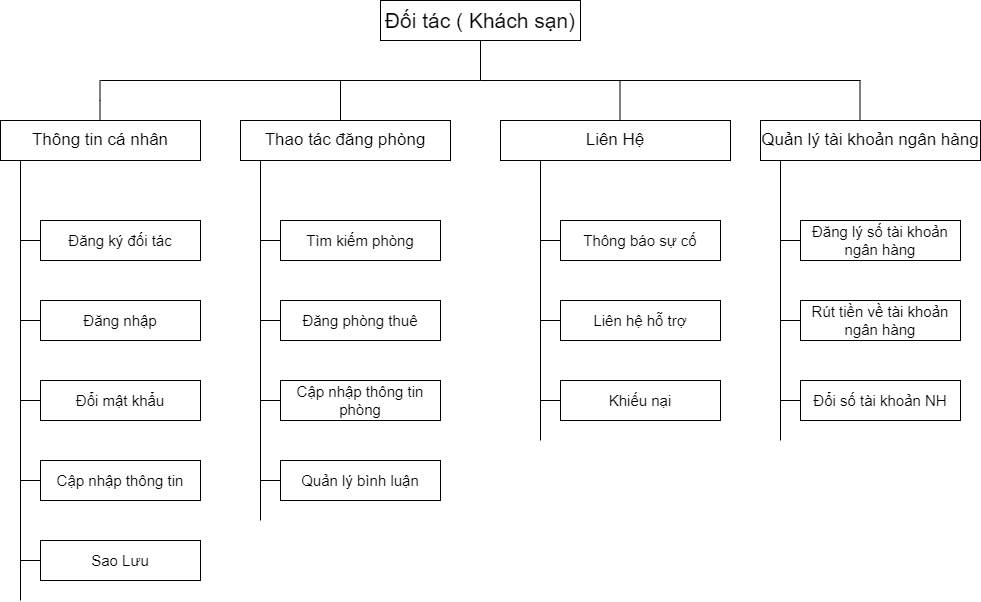 Đối tác ( Khách sạn)
Thông tin cá nhân
Thao tác đăng phòng
Liên Hệ
Quản lý tài khoản ngân hàng
Đăng ký đối tác
Tìm kiếm phòng
Thông báo sự cố
Đăng lý số tài khoản
ngân hàng
Đăng nhập
Đăng phòng thuê
Liên hệ hỗ trợ
Rút tiền về tài khoản
ngân hàng
Đổi mật khẩu
Cập nhập thông tin
phòng
Khiếu nại
Đổi số tài khoản NH
Cập nhập thông tin
Quản lý bình luận
Sao Lưu